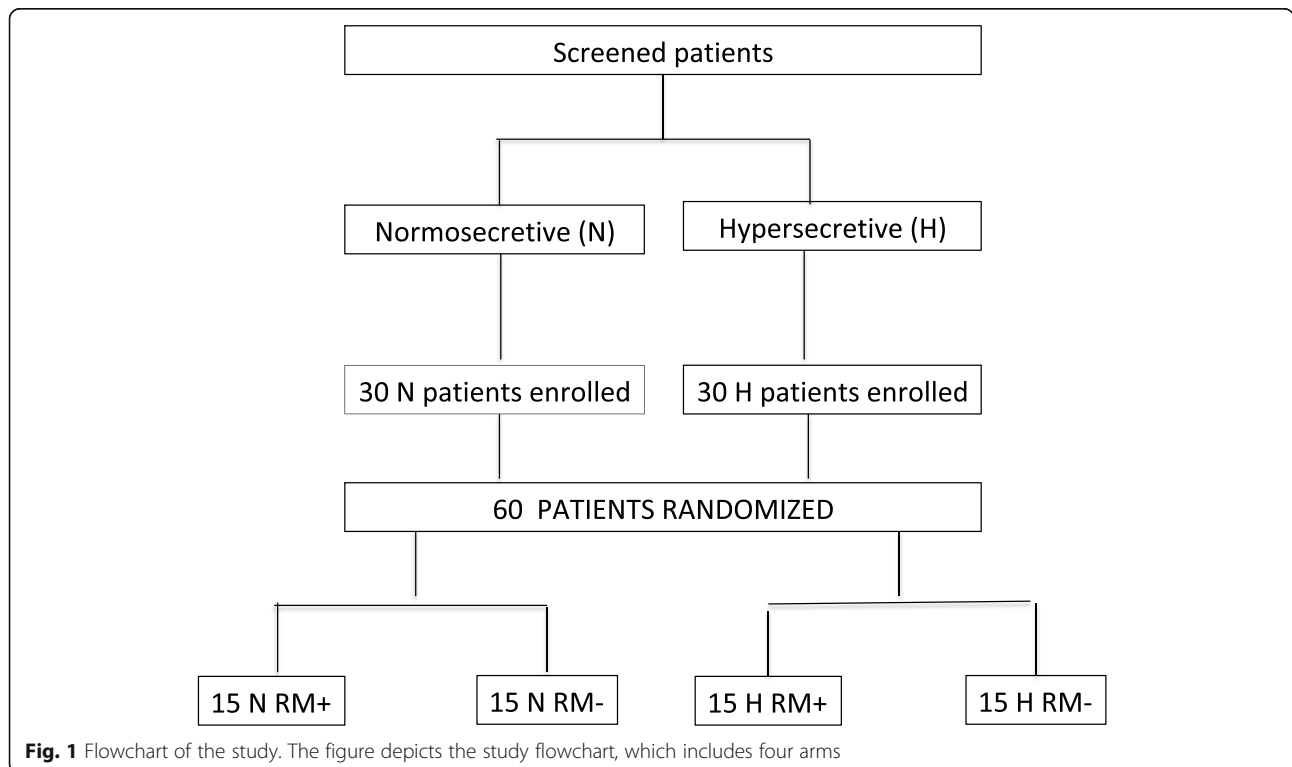 Screened patients
Normosecretive (N)
Hypersecretive (H)
30 N patients enrolled
30 H patients enrolled
60 PATIENTS RANDOMIZED
15 N RM+
15 N RM-
15 H RM+
15 H RM-
Fig. 1 Flowchart of the study. The figure depicts the study flowchart, which includes four arms